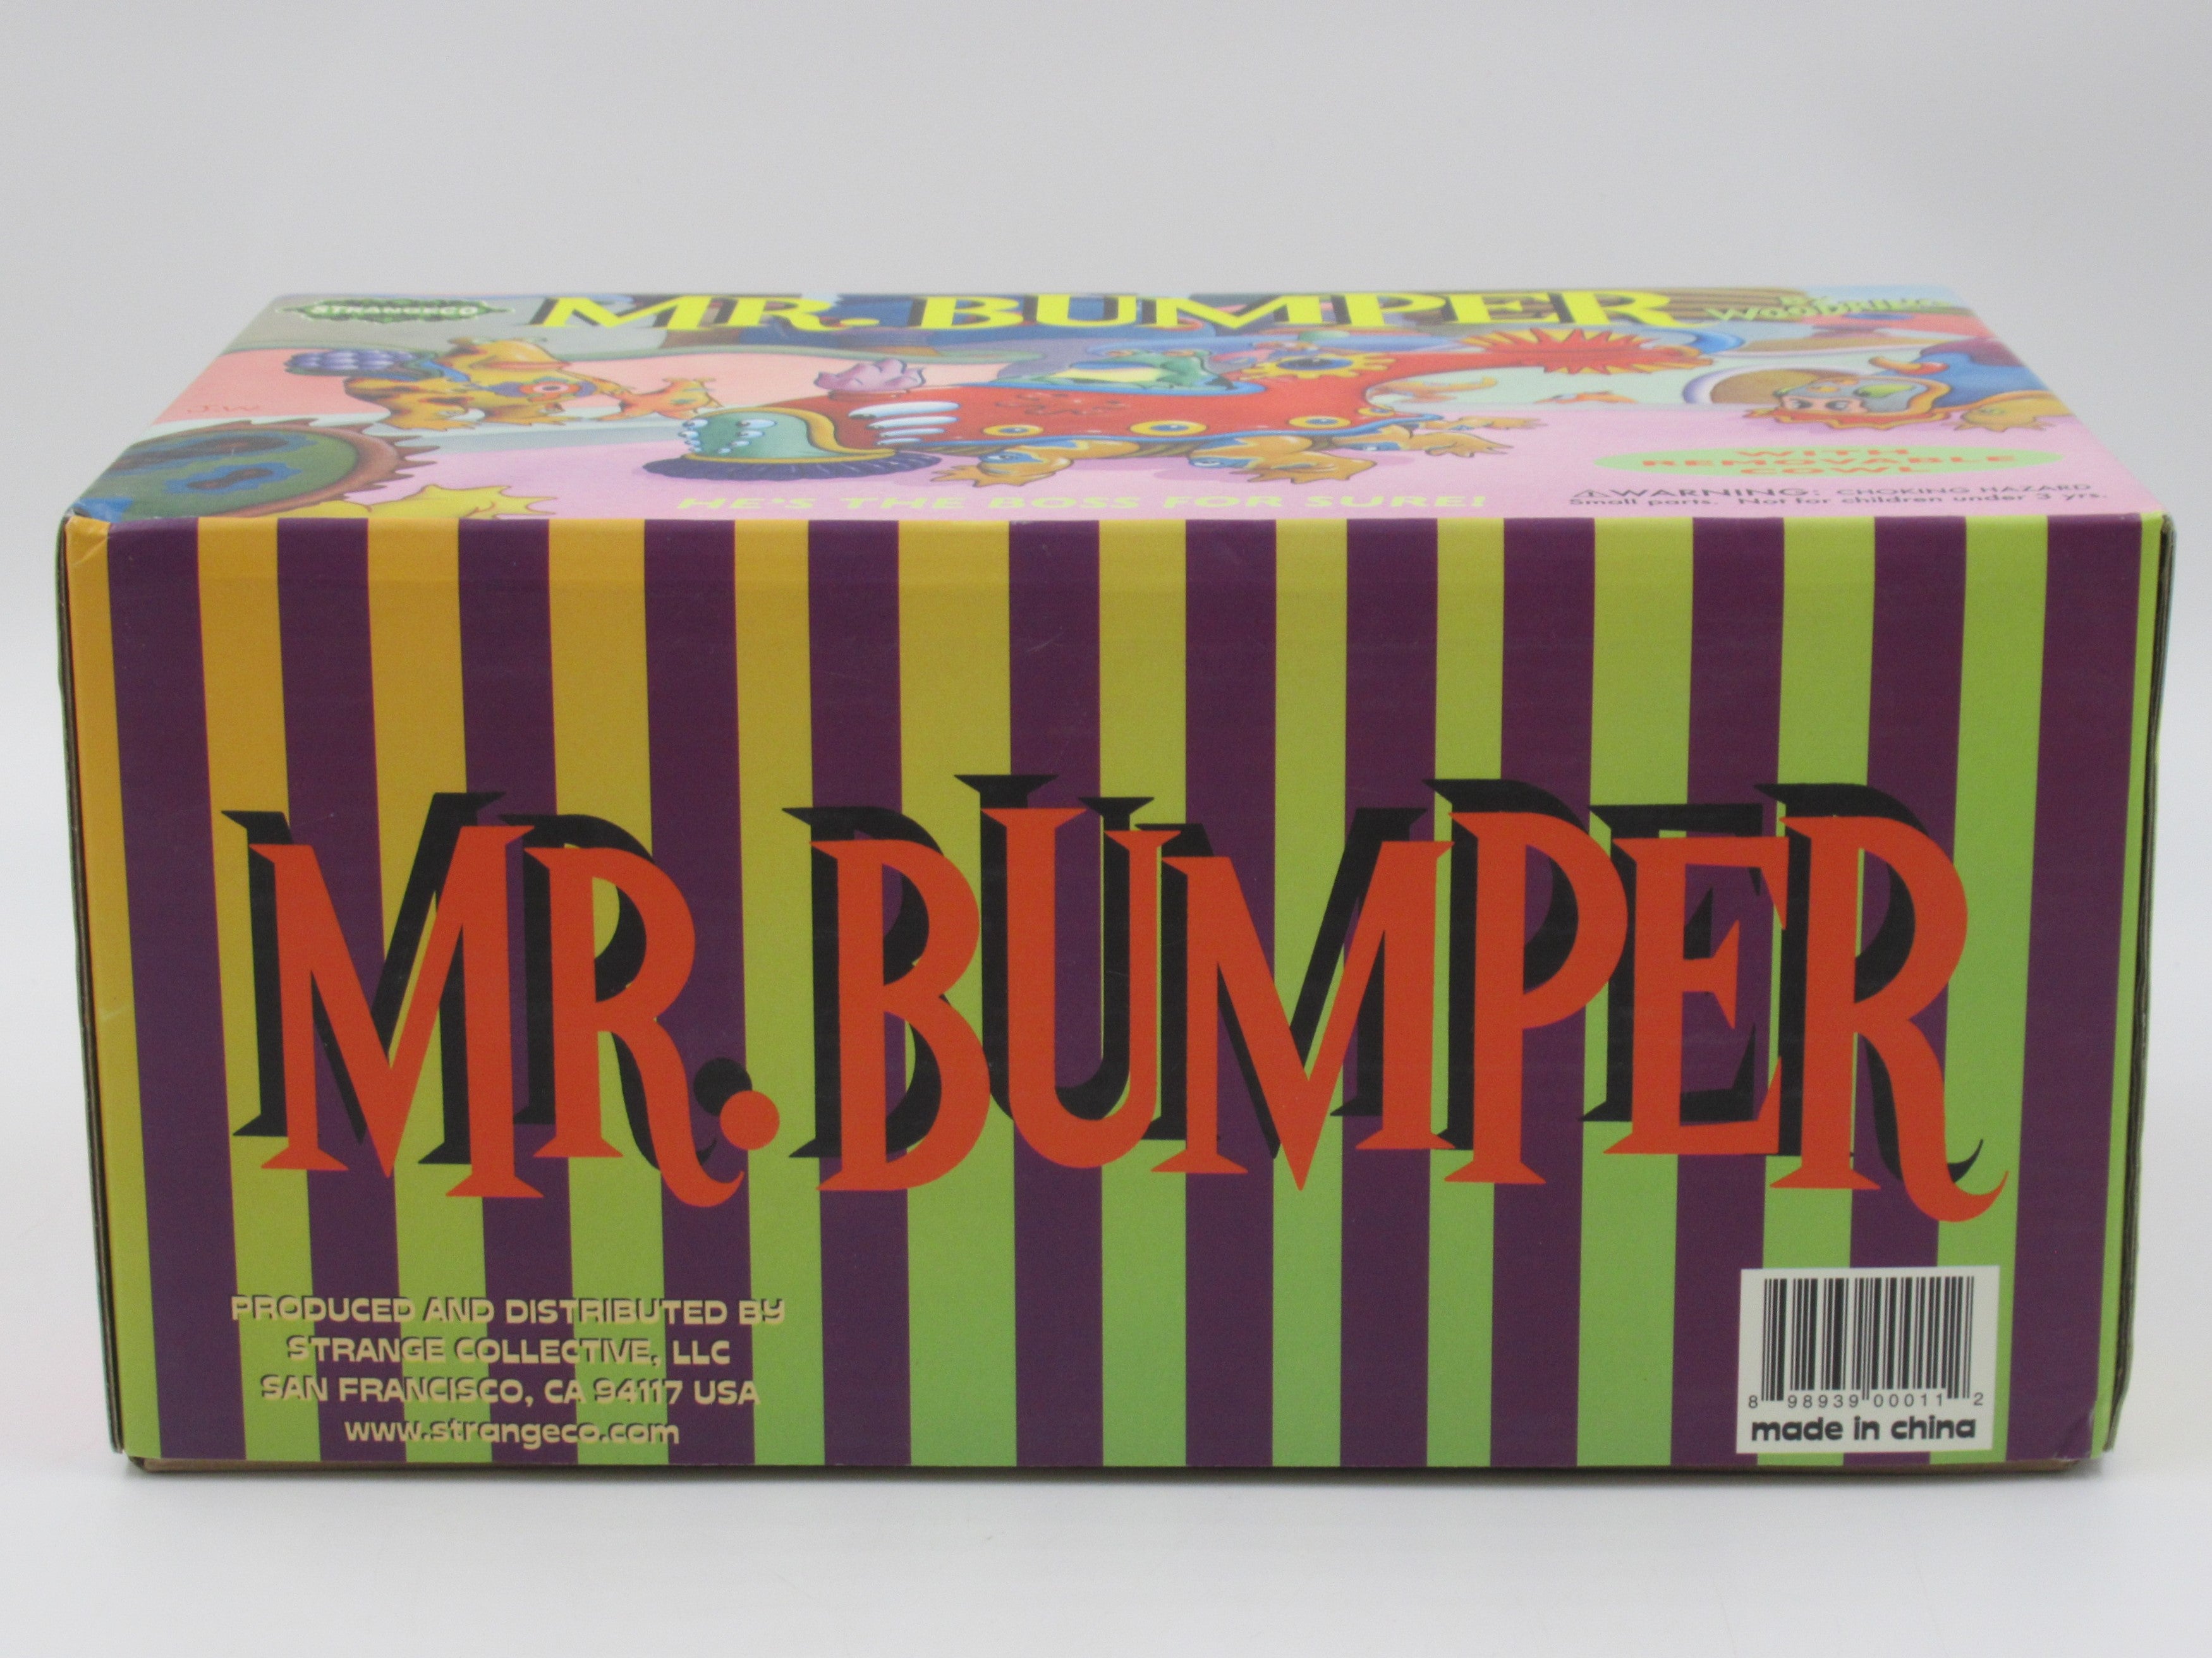 STRANGECO
MR. BUMPER
BY
WOODRING
J.W.
WITH
REMOVABLE
COWL
HE'S THE BOSS FOR SURE!
⚠WARNING: CHOKING HAZARD
Small parts. Not for children under 3 yrs.
MR. BUMPER
PRODUCED AND DISTRIBUTED BY
STRANGE COLLECTIVE, LLC
SAN FRANCISCO, CA 94117 USA
www.strangeco.com
8 98939 00011 2
made in china